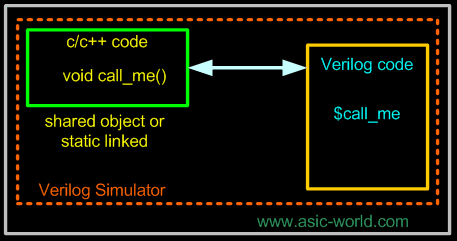 c/c++ code
void call_me()
Verilog code
$call_me
shared object or
static linked
Verilog Simulator
www.asic-world.com